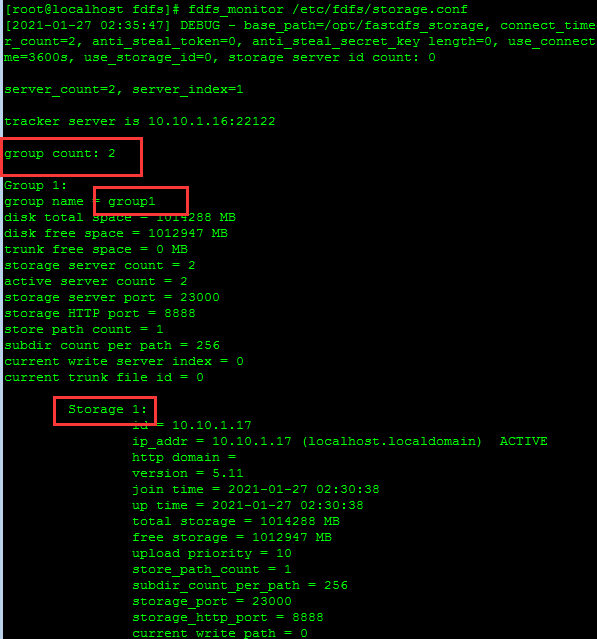 [root@localhost fdfs]# fdfs_monitor /etc/fdfs/storage.conf
[2021-01-27 02:35:47] DEBUG - base_path=/opt/fastdfs_storage, connect_time
r_count=2, anti_steal_token=0, anti_steal_secret_key length=0, use_connect
me=3600s, use_storage_id=0, storage server id count: 0
server_count=2, server_index=1
tracker server is 10.10.1.16:22122
group count: 2
Group 1:
group name = group1
disk total space = 1014288 MB
disk free space = 1012947 MB
trunk free space = 0 MB
storage server count = 2
active server count = 2
storage server port = 23000
storage HTTP port = 8888
store path count = 1
subdir count per path = 256
current write server index = 0
current trunk file id = 0
Storage 1:
id = 10.10.1.17
ip_addr = 10.10.1.17 (localhost.localdomain)  ACTIVE
http domain =
version = 5.11
join time = 2021-01-27 02:30:38
up time = 2021-01-27 02:30:38
total storage = 1014288 MB
free storage = 1012947 MB
upload priority = 10
store_path_count = 1
subdir_count_per_path = 256
storage_port = 23000
storage_http_port = 8888
current_write_path = 0